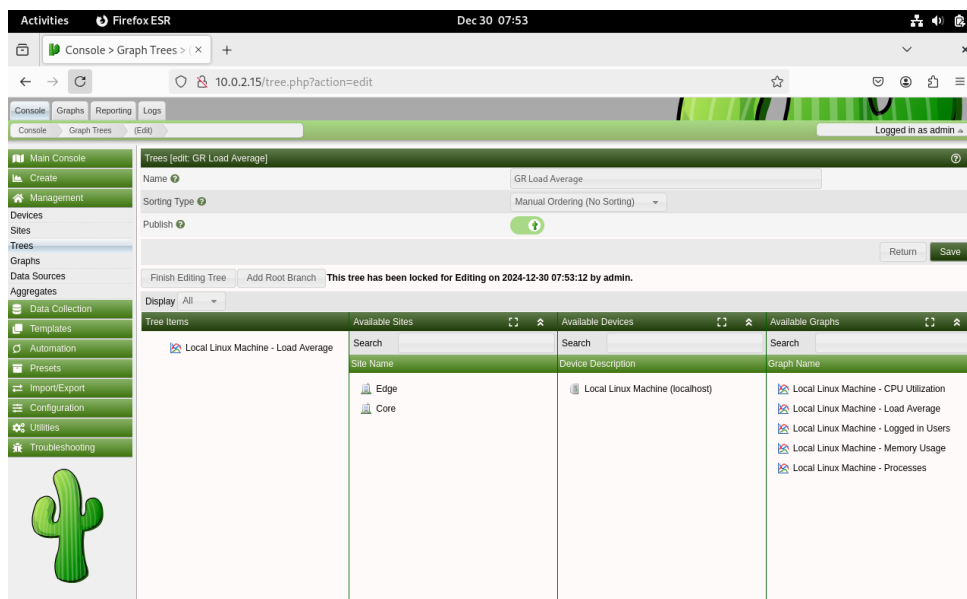 Activities Firefox ESR Dec 30 07:53
Console > Graph Trees > ( × +
10.0.2.15/tree.php?action=edit
Console Graphs Reporting Logs
Console Graph Trees (Edit) Logged in as admin
Main Console
Create
Management
Devices
Sites
Trees
Graphs
Data Sources
Aggregates
Data Collection
Templates
Automation
Presets
Import/Export
Configuration
Utilities
Troubleshooting
Trees [edit: GR Load Average]
Name GR Load Average
Sorting Type Manual Ordering (No Sorting)
Publish
Return Save
Finish Editing Tree Add Root Branch This tree has been locked for Editing on 2024-12-30 07:53:12 by admin.
Display All
Tree Items
Local Linux Machine - Load Average
Available Sites
Search
Site Name
Edge
Core
Available Devices
Search
Device Description
Local Linux Machine (localhost)
Available Graphs
Search
Graph Name
Local Linux Machine - CPU Utilization
Local Linux Machine - Load Average
Local Linux Machine - Logged in Users
Local Linux Machine - Memory Usage
Local Linux Machine - Processes